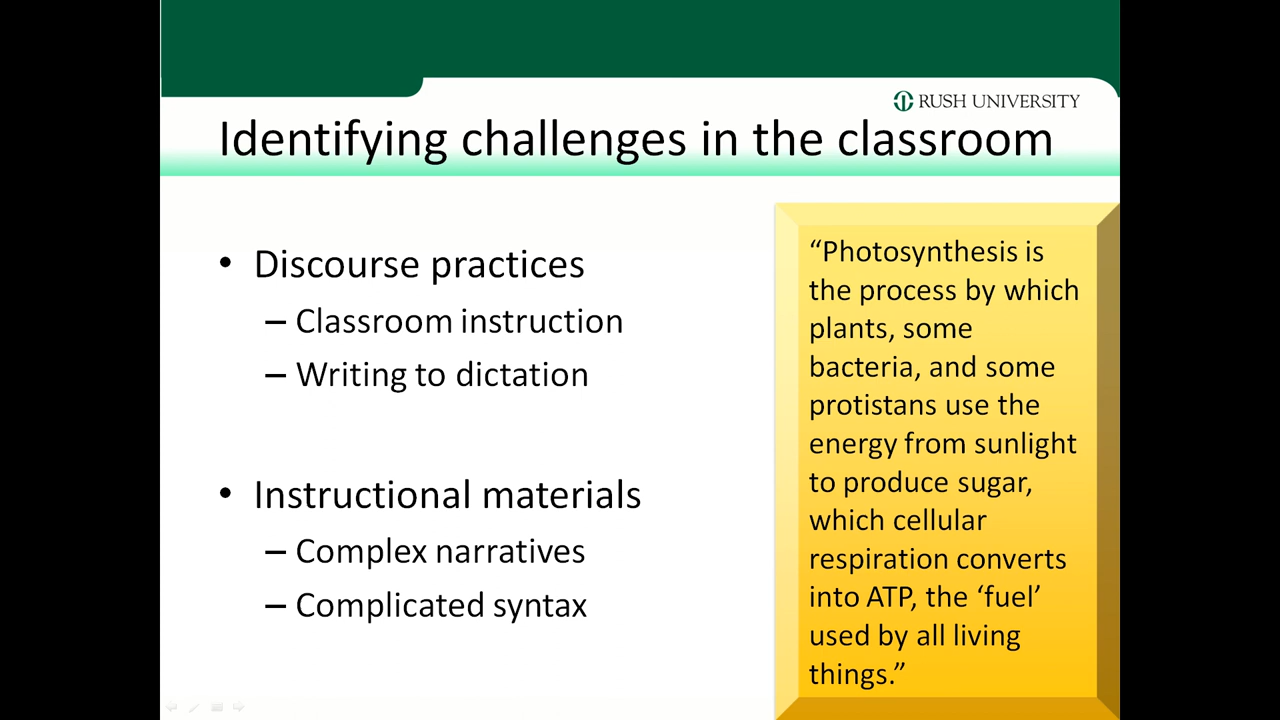 RUSH UNIVERSITY
Identifying challenges in the classroom
• Discourse practices
– Classroom instruction
– Writing to dictation
• Instructional materials
– Complex narratives
– Complicated syntax
“Photosynthesis is
the process by which
plants, some
bacteria, and some
protistans use the
energy from sunlight
to produce sugar,
which cellular
respiration converts
into ATP, the ‘fuel’
used by all living
things.”